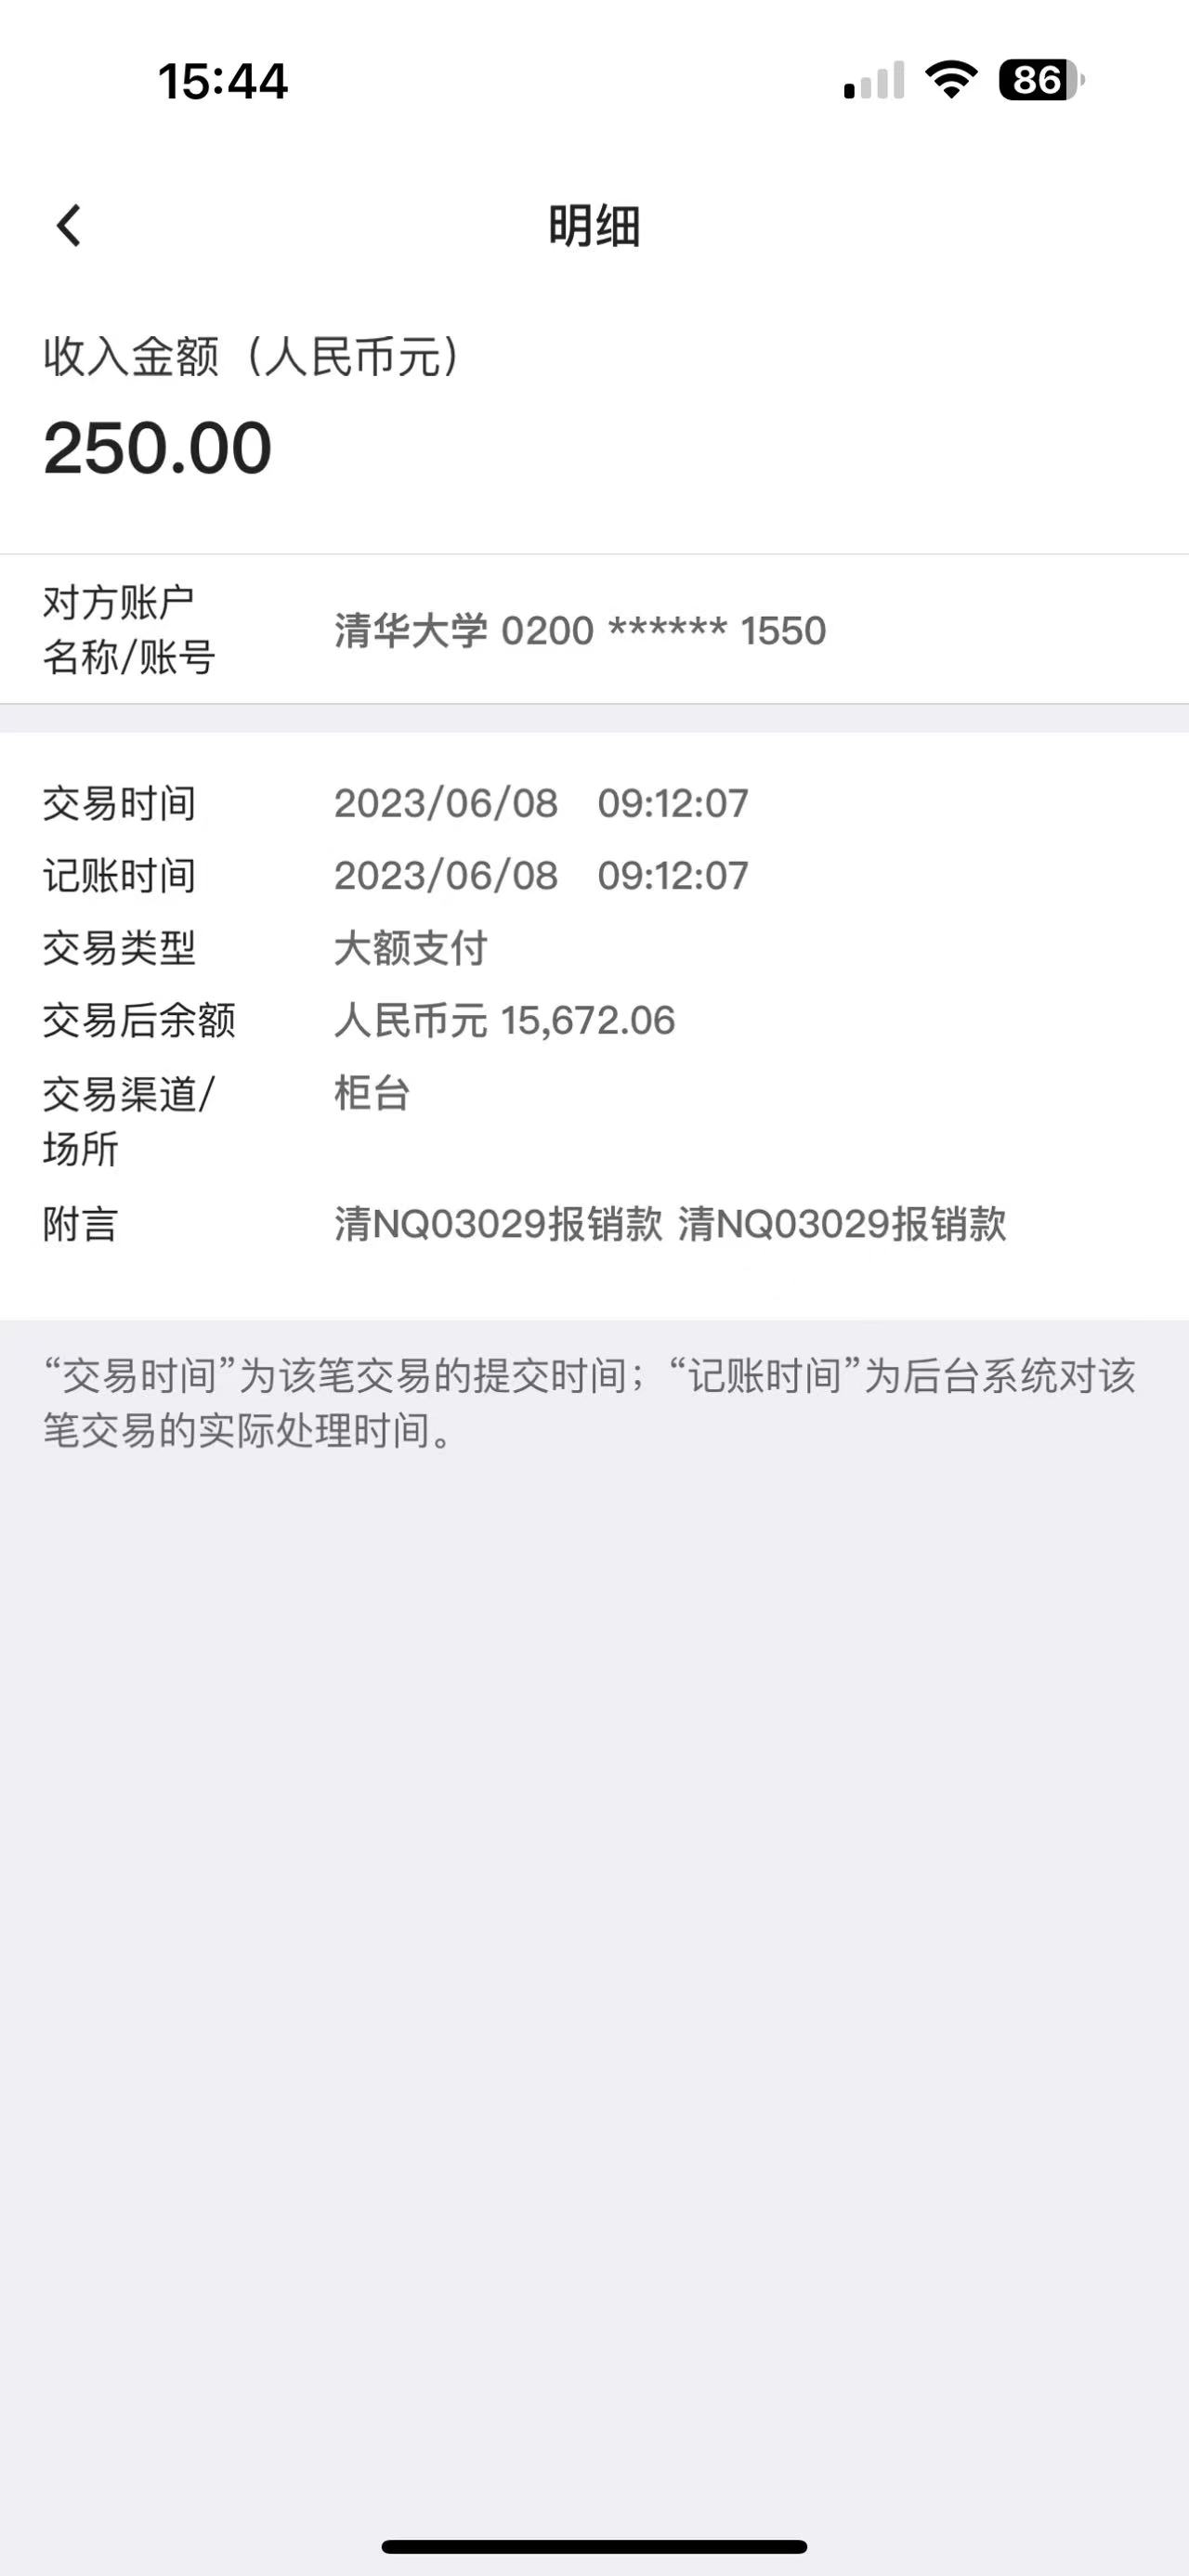 15:44
86
明细
收入金额（人民币元）
250.00
对方账户
名称/账号
清华大学 0200 ****** 1550
交易时间 2023/06/08 09:12:07
记账时间 2023/06/08 09:12:07
交易类型 大额支付
交易后余额 人民币元 15,672.06
交易渠道/
场所
柜台
附言 清NQ03029报销款 清NQ03029报销款
“交易时间”为该笔交易的提交时间；“记账时间”为后台系统对该
笔交易的实际处理时间。